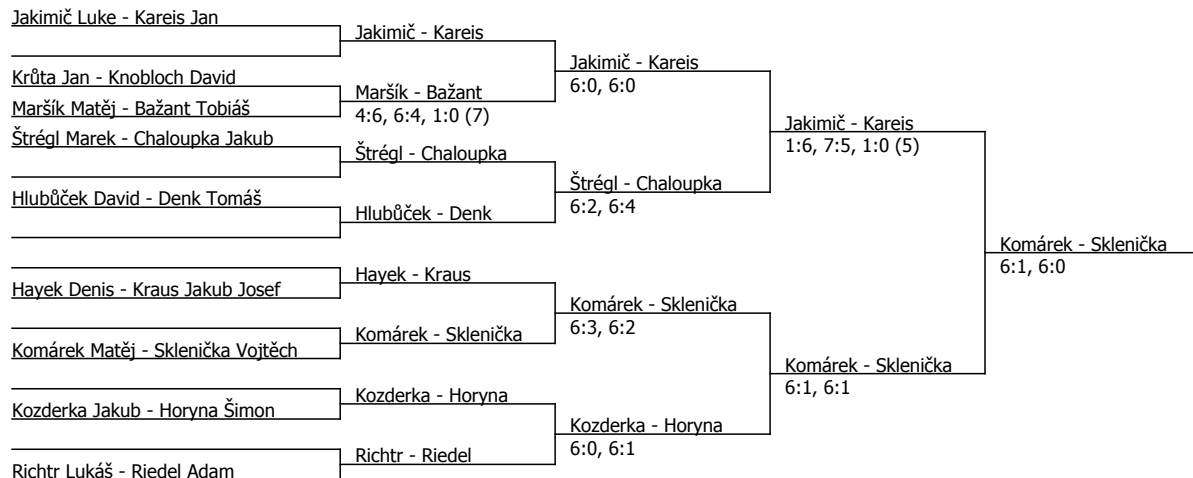 Jakimič Luke - Kareis Jan
Jakimič - Kareis
Jakimič - Kareis
6:0, 6:0
Krůta Jan - Knobloch David
Maršík - Bažant
4:6, 6:4, 1:0 (7)
Maršík Matěj - Bažant Tobiáš
Jakimič - Kareis
1:6, 7:5, 1:0 (5)
Štrégl Marek - Chaloupka Jakub
Štrégl - Chaloupka
Štrégl - Chaloupka
6:2, 6:4
Hlubůček David - Denk Tomáš
Hlubůček - Denk
Komárek - Sklenička
6:1, 6:0
Hayek - Kraus
Hayek Denis - Kraus Jakub Josef
Komárek - Sklenička
6:3, 6:2
Komárek - Sklenička
Komárek Matěj - Sklenička Vojtěch
Komárek - Sklenička
6:1, 6:1
Kozderka - Horyna
Kozderka Jakub - Horyna Šimon
Kozderka - Horyna
6:0, 6:1
Richtr - Riedel
Richtr Lukáš - Riedel Adam